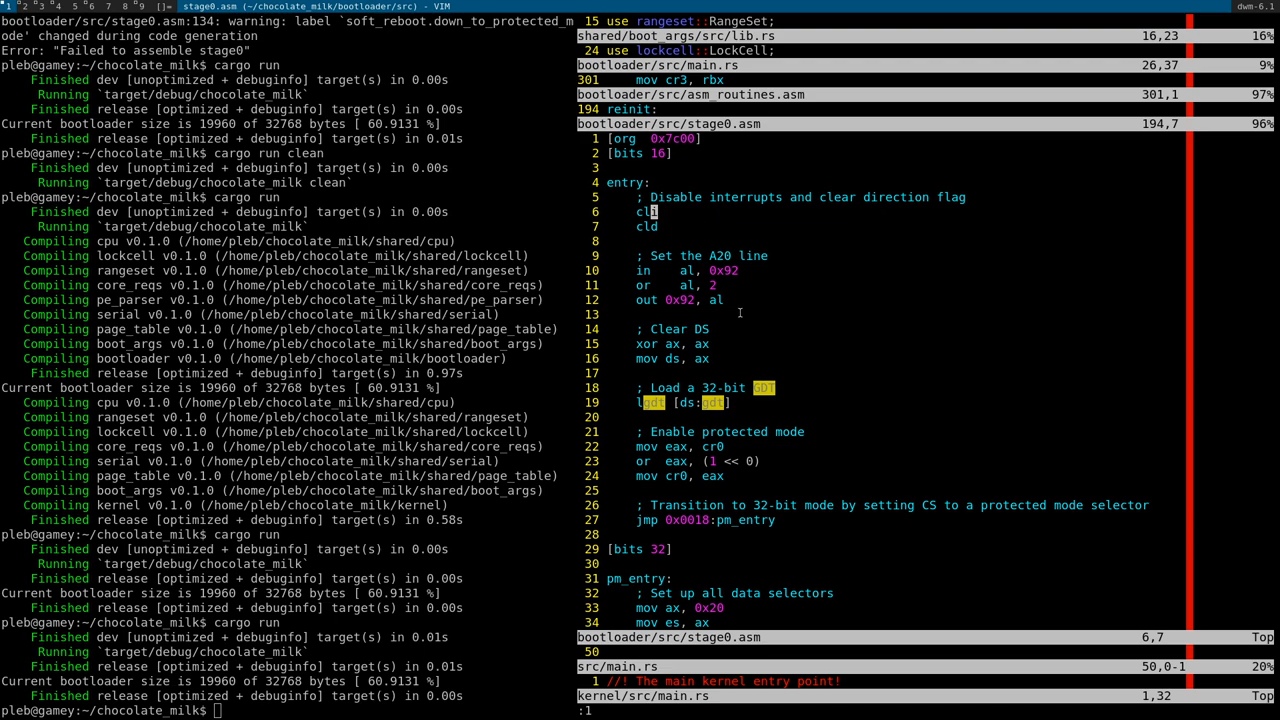 1 2 3 4 5 6 7 8 9 []= stage0.asm (~/chocolate_milk/bootloader/src) - VIM dwm-6.1
bootloader/src/stage0.asm:134: warning: label `soft_reboot.down_to_protected_m
ode' changed during code generation
Error: "Failed to assemble stage0"
pleb@gamey:~/chocolate_milk$ cargo run
Finished dev [unoptimized + debuginfo] target(s) in 0.00s
Running `target/debug/chocolate_milk`
Finished release [optimized + debuginfo] target(s) in 0.00s
Current bootloader size is 19960 of 32768 bytes [ 60.9131 %]
Finished release [optimized + debuginfo] target(s) in 0.01s
pleb@gamey:~/chocolate_milk$ cargo run clean
Finished dev [unoptimized + debuginfo] target(s) in 0.00s
Running `target/debug/chocolate_milk clean`
pleb@gamey:~/chocolate_milk$ cargo run
Finished dev [unoptimized + debuginfo] target(s) in 0.00s
Running `target/debug/chocolate_milk`
Compiling cpu v0.1.0 (/home/pleb/chocolate_milk/shared/cpu)
Compiling lockcell v0.1.0 (/home/pleb/chocolate_milk/shared/lockcell)
Compiling rangeset v0.1.0 (/home/pleb/chocolate_milk/shared/rangeset)
Compiling core_reqs v0.1.0 (/home/pleb/chocolate_milk/shared/core_reqs)
Compiling pe_parser v0.1.0 (/home/pleb/chocolate_milk/shared/pe_parser)
Compiling serial v0.1.0 (/home/pleb/chocolate_milk/shared/serial)
Compiling page_table v0.1.0 (/home/pleb/chocolate_milk/shared/page_table)
Compiling boot_args v0.1.0 (/home/pleb/chocolate_milk/shared/boot_args)
Compiling bootloader v0.1.0 (/home/pleb/chocolate_milk/bootloader)
Finished release [optimized + debuginfo] target(s) in 0.97s
Current bootloader size is 19960 of 32768 bytes [ 60.9131 %]
Compiling cpu v0.1.0 (/home/pleb/chocolate_milk/shared/cpu)
Compiling rangeset v0.1.0 (/home/pleb/chocolate_milk/shared/rangeset)
Compiling lockcell v0.1.0 (/home/pleb/chocolate_milk/shared/lockcell)
Compiling core_reqs v0.1.0 (/home/pleb/chocolate_milk/shared/core_reqs)
Compiling serial v0.1.0 (/home/pleb/chocolate_milk/shared/serial)
Compiling page_table v0.1.0 (/home/pleb/chocolate_milk/shared/page_table)
Compiling boot_args v0.1.0 (/home/pleb/chocolate_milk/shared/boot_args)
Compiling kernel v0.1.0 (/home/pleb/chocolate_milk/kernel)
Finished release [optimized + debuginfo] target(s) in 0.58s
pleb@gamey:~/chocolate_milk$ cargo run
Finished dev [unoptimized + debuginfo] target(s) in 0.00s
Running `target/debug/chocolate_milk`
Finished release [optimized + debuginfo] target(s) in 0.00s
Current bootloader size is 19960 of 32768 bytes [ 60.9131 %]
Finished release [optimized + debuginfo] target(s) in 0.00s
pleb@gamey:~/chocolate_milk$ cargo run
Finished dev [unoptimized + debuginfo] target(s) in 0.01s
Running `target/debug/chocolate_milk`
Finished release [optimized + debuginfo] target(s) in 0.01s
Current bootloader size is 19960 of 32768 bytes [ 60.9131 %]
Finished release [optimized + debuginfo] target(s) in 0.00s
pleb@gamey:~/chocolate_milk$
15 use rangeset::RangeSet;
shared/boot_args/src/lib.rs 16,23 16%
24 use lockcell::LockCell;
bootloader/src/main.rs 26,37 9%
301 mov cr3, rbx
bootloader/src/asm_routines.asm 301,1 97%
194 reinit:
bootloader/src/stage0.asm 194,7 96%
1 [org 0x7c00]
2 [bits 16]
3
4 entry:
5 ; Disable interrupts and clear direction flag
6 cli
7 cld
8
9 ; Set the A20 line
10 in al, 0x92
11 or al, 2
12 out 0x92, al
13
14 ; Clear DS
15 xor ax, ax
16 mov ds, ax
17
18 ; Load a 32-bit GDT
19 lgdt [ds:gdt]
20
21 ; Enable protected mode
22 mov eax, cr0
23 or eax, (1 << 0)
24 mov cr0, eax
25
26 ; Transition to 32-bit mode by setting CS to a protected mode selector
27 jmp 0x0018:pm_entry
28
29 [bits 32]
30
31 pm_entry:
32 ; Set up all data selectors
33 mov ax, 0x20
34 mov es, ax
bootloader/src/stage0.asm 6,7 Top
50
src/main.rs 50,0-1 20%
1 //! The main kernel entry point!
kernel/src/main.rs 1,32 Top
:1